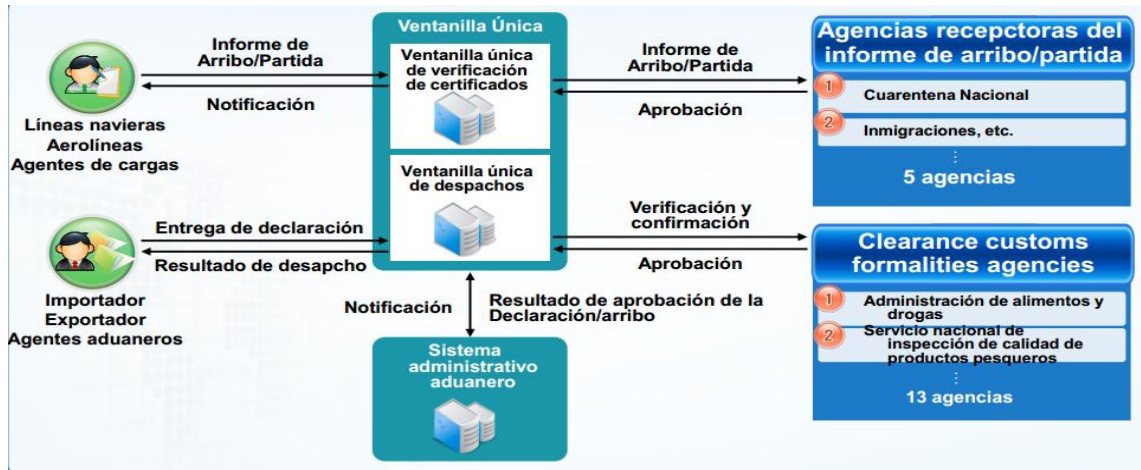 Ventanilla Única
Informe de
Arribo/Partida
Notificación
Líneas navieras
Aerolíneas
Agentes de cargas
Ventanilla única
de verificación
de certificados
Informe de
Arribo/Partida
Aprobación
Agencias recepctoras del
informe de arribo/partida
1
Cuarentena Nacional
2
Inmigraciones, etc.
5 agencias
Ventanilla única
de despachos
Entrega de declaración
Resultado de desapcho
Importador
Exportador
Agentes aduaneros
Verificación y
confirmación
Aprobación
Clearance customs
formalities agencies
1
Administración de alimentos y
drogas
2
Servicio nacional de
inspección de calidad de
productos pesqueros
13 agencias
Notificación
Resultado de aprobación de la
Declaración/arribo
Sistema
administrativo
aduanero